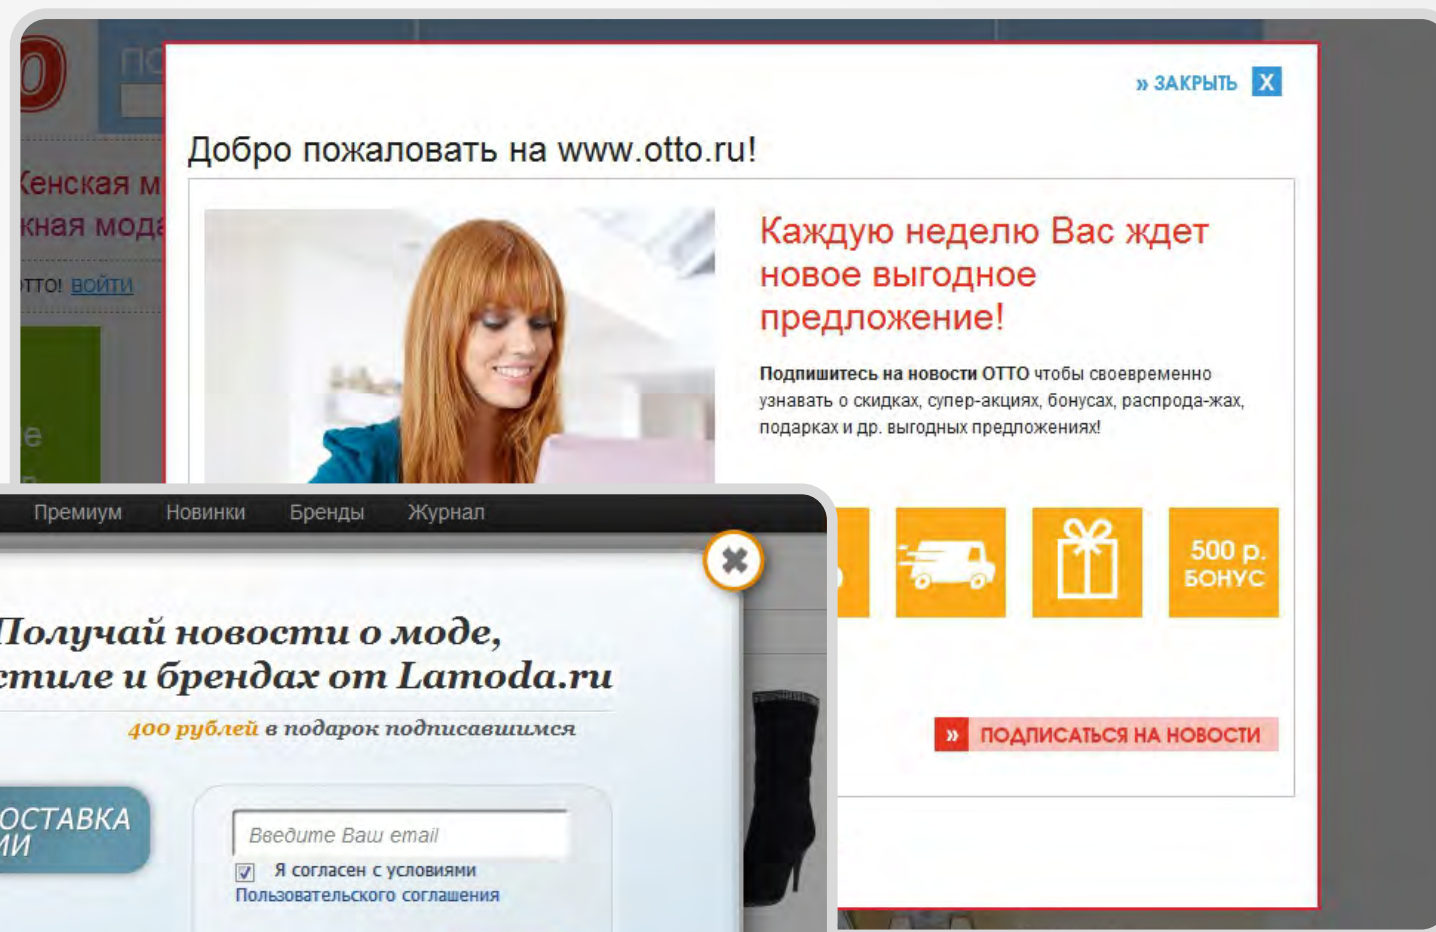 » ЗАКРЫТЬ X
Добро пожаловать на www.otto.ru!
Каждую неделю Вас ждет
новое выгодное
предложение!
Подпишитесь на новости ОТТО чтобы своевременно
узнавать о скидках, супер-акциях, бонусах, распрода-жах,
подарках и др. выгодных предложениях!
500 р.
БОНУС
» ПОДПИСАТЬСЯ НА НОВОСТИ
ВОЙТИ
Премиум Новинки Бренды Журнал
Получай новости о моде,
стиле и брендах от Lamoda.ru
400 рублей в подарок подписавшимся
Введите Ваш email
Я согласен с условиями
Пользовательского соглашения